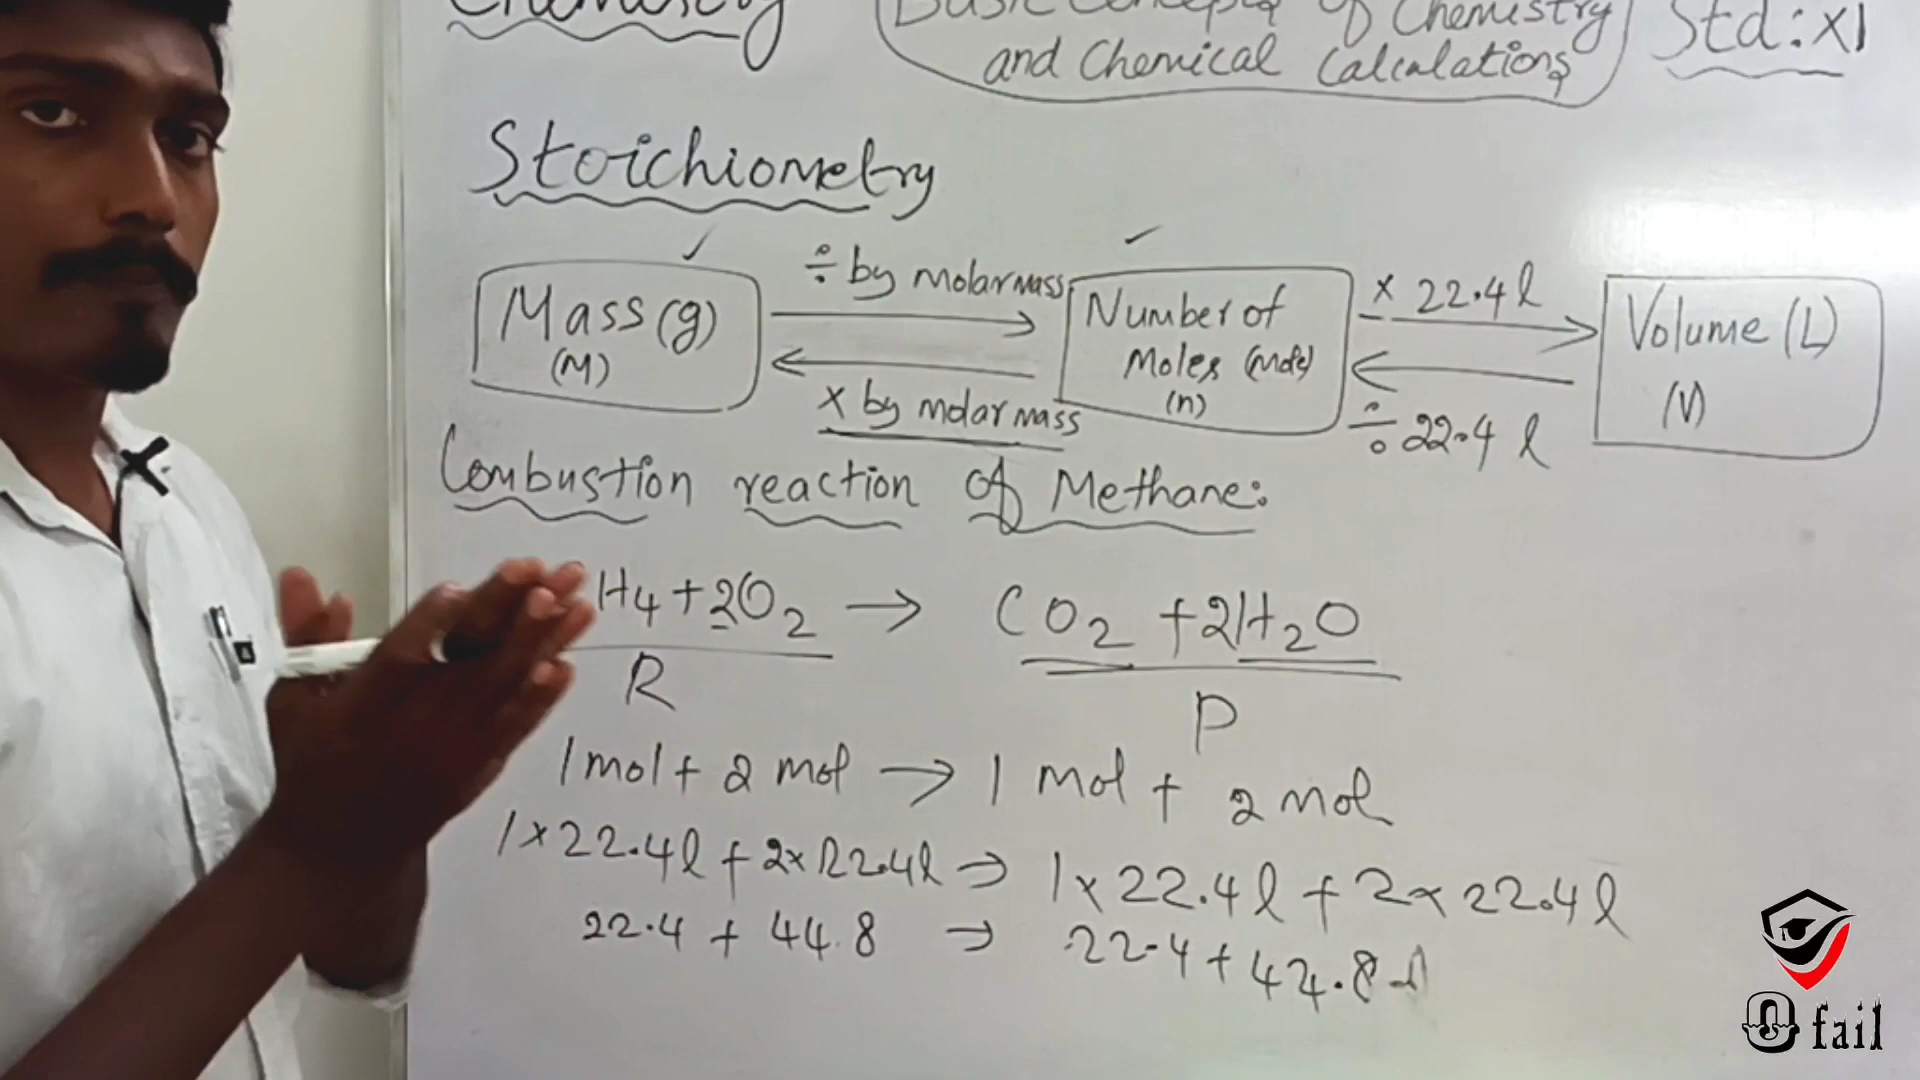 Chemistry
Basic Concepts of Chemistry
and Chemical Calculations
Std: XI
Stoichiometry
÷ by molar mass
× 22.4 l
Mass (g)
(M)
Number of
Moles (mole)
(n)
Volume (L)
(V)
× by molar mass
÷ 22.4 l
Combustion reaction of Methane:
H4 + 2O2 → CO2 + 2H2O
R
P
1 mol + 2 mol → 1 mol + 2 mol
1 × 22.4 l + 2 × 22.4 l → 1 × 22.4 l + 2 × 22.4 l
22.4 + 44.8 → 22.4 + 44.8 l
0 fail